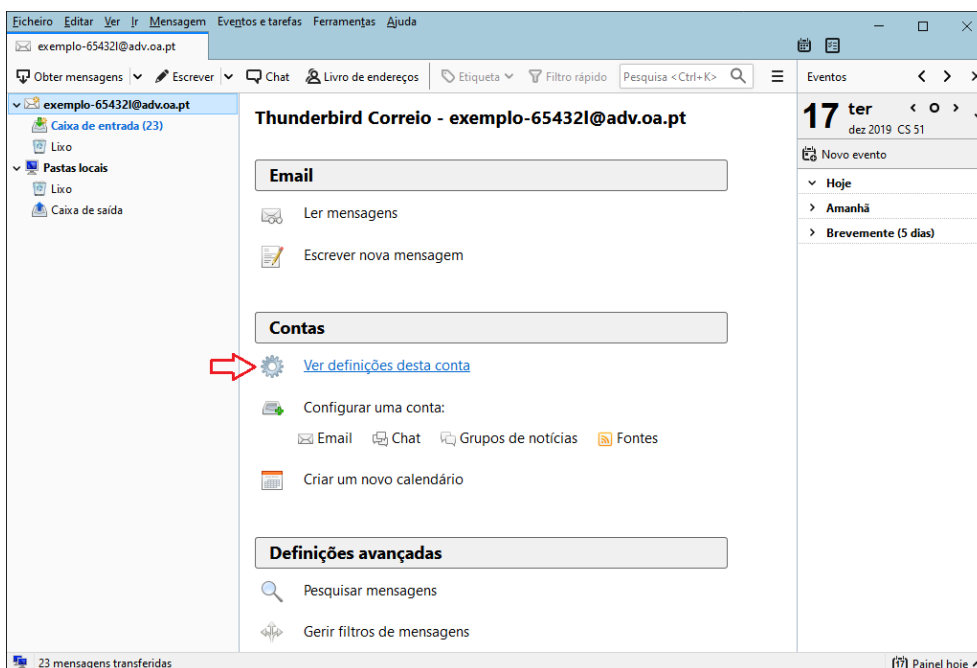 Ficheiro Editar Ver Ir Mensagem Eventos e tarefas Ferramentas Ajuda
exemplo-65432l@adv.oa.pt
Obter mensagens Escrever Chat Livro de endereços Etiqueta Filtro rápido Pesquisa <Ctrl+K>
Eventos
exemplo-65432l@adv.oa.pt
Caixa de entrada (23)
Lixo
Pastas locais
Lixo
Caixa de saída
Thunderbird Correio - exemplo-65432l@adv.oa.pt
Email
Ler mensagens
Escrever nova mensagem
Contas
Ver definições desta conta
Configurar uma conta:
Email Chat Grupos de notícias Fontes
Criar um novo calendário
Definições avançadas
Pesquisar mensagens
Gerir filtros de mensagens
17 ter
dez 2019 CS 51
Novo evento
Hoje
Amanhã
Brevemente (5 dias)
23 mensagens transferidas
17 Painel hoje